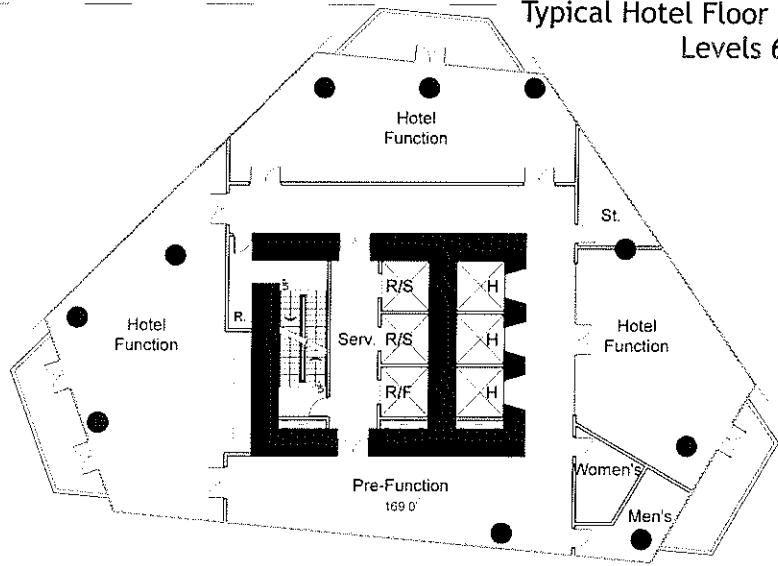 Typical Hotel Floor
Levels 6
Hotel
Function
St.
R/S
H
R.
Hotel
Function
Serv.
R/S
H
Hotel
Function
R/F
H
Pre-Function
169.0'
Women's
Men's